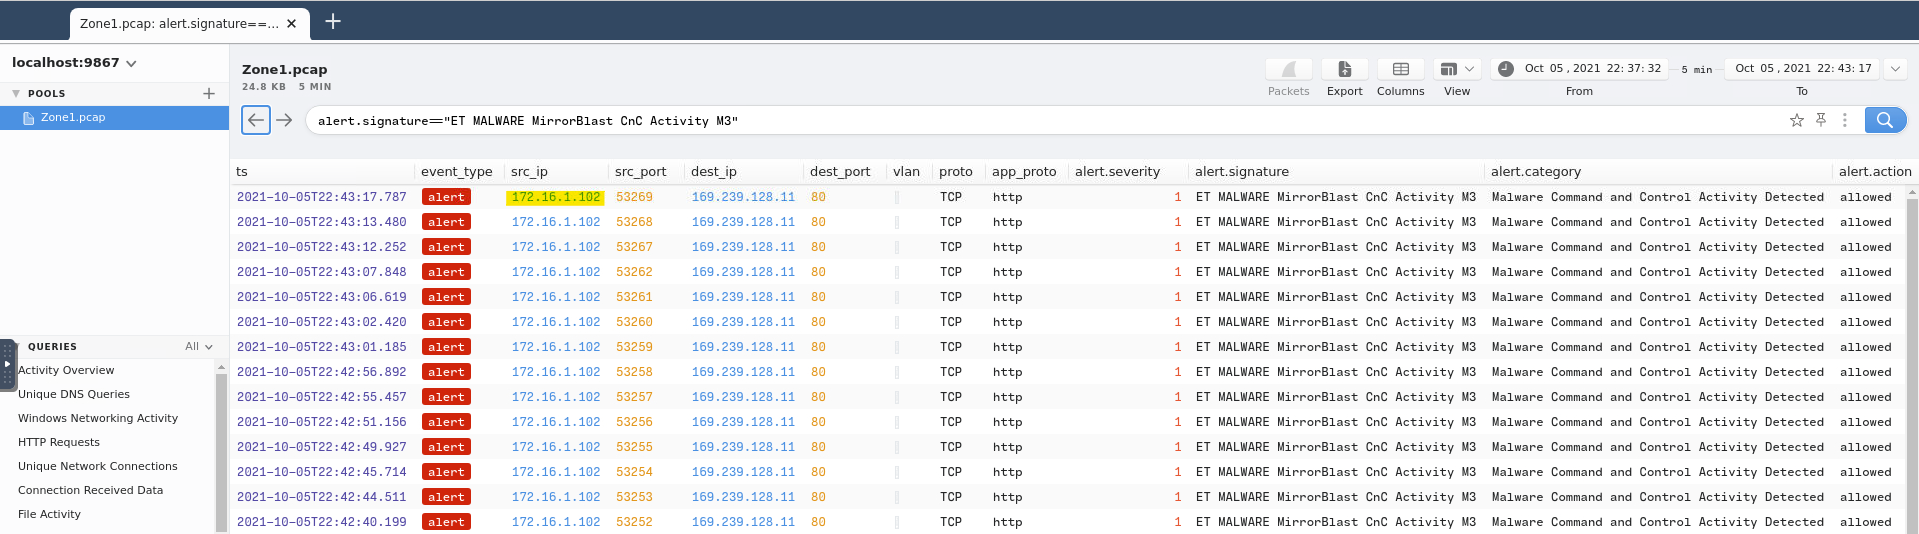 Zone1.pcap: alert.signature==... × +
localhost:9867
POOLS +
Zone1.pcap
QUERIES All
Activity Overview
Unique DNS Queries
Windows Networking Activity
HTTP Requests
Unique Network Connections
Connection Received Data
File Activity
Zone1.pcap
24.8 KB 5 MIN
Packets Export Columns View
Oct 05 , 2021 22: 37: 32 5 min Oct 05 , 2021 22: 43: 17
From To
alert.signature=="ET MALWARE MirrorBlast CnC Activity M3"
ts event_type src_ip src_port dest_ip dest_port vlan proto app_proto alert.severity alert.signature alert.category alert.action
2021-10-05T22:43:17.787 alert 172.16.1.102 53269 169.239.128.11 80 TCP http 1 ET MALWARE MirrorBlast CnC Activity M3 Malware Command and Control Activity Detected allowed
2021-10-05T22:43:13.480 alert 172.16.1.102 53268 169.239.128.11 80 TCP http 1 ET MALWARE MirrorBlast CnC Activity M3 Malware Command and Control Activity Detected allowed
2021-10-05T22:43:12.252 alert 172.16.1.102 53267 169.239.128.11 80 TCP http 1 ET MALWARE MirrorBlast CnC Activity M3 Malware Command and Control Activity Detected allowed
2021-10-05T22:43:07.848 alert 172.16.1.102 53262 169.239.128.11 80 TCP http 1 ET MALWARE MirrorBlast CnC Activity M3 Malware Command and Control Activity Detected allowed
2021-10-05T22:43:06.619 alert 172.16.1.102 53261 169.239.128.11 80 TCP http 1 ET MALWARE MirrorBlast CnC Activity M3 Malware Command and Control Activity Detected allowed
2021-10-05T22:43:02.420 alert 172.16.1.102 53260 169.239.128.11 80 TCP http 1 ET MALWARE MirrorBlast CnC Activity M3 Malware Command and Control Activity Detected allowed
2021-10-05T22:43:01.185 alert 172.16.1.102 53259 169.239.128.11 80 TCP http 1 ET MALWARE MirrorBlast CnC Activity M3 Malware Command and Control Activity Detected allowed
2021-10-05T22:42:56.892 alert 172.16.1.102 53258 169.239.128.11 80 TCP http 1 ET MALWARE MirrorBlast CnC Activity M3 Malware Command and Control Activity Detected allowed
2021-10-05T22:42:55.457 alert 172.16.1.102 53257 169.239.128.11 80 TCP http 1 ET MALWARE MirrorBlast CnC Activity M3 Malware Command and Control Activity Detected allowed
2021-10-05T22:42:51.156 alert 172.16.1.102 53256 169.239.128.11 80 TCP http 1 ET MALWARE MirrorBlast CnC Activity M3 Malware Command and Control Activity Detected allowed
2021-10-05T22:42:49.927 alert 172.16.1.102 53255 169.239.128.11 80 TCP http 1 ET MALWARE MirrorBlast CnC Activity M3 Malware Command and Control Activity Detected allowed
2021-10-05T22:42:45.714 alert 172.16.1.102 53254 169.239.128.11 80 TCP http 1 ET MALWARE MirrorBlast CnC Activity M3 Malware Command and Control Activity Detected allowed
2021-10-05T22:42:44.511 alert 172.16.1.102 53253 169.239.128.11 80 TCP http 1 ET MALWARE MirrorBlast CnC Activity M3 Malware Command and Control Activity Detected allowed
2021-10-05T22:42:40.199 alert 172.16.1.102 53252 169.239.128.11 80 TCP http 1 ET MALWARE MirrorBlast CnC Activity M3 Malware Command and Control Activity Detected allowed